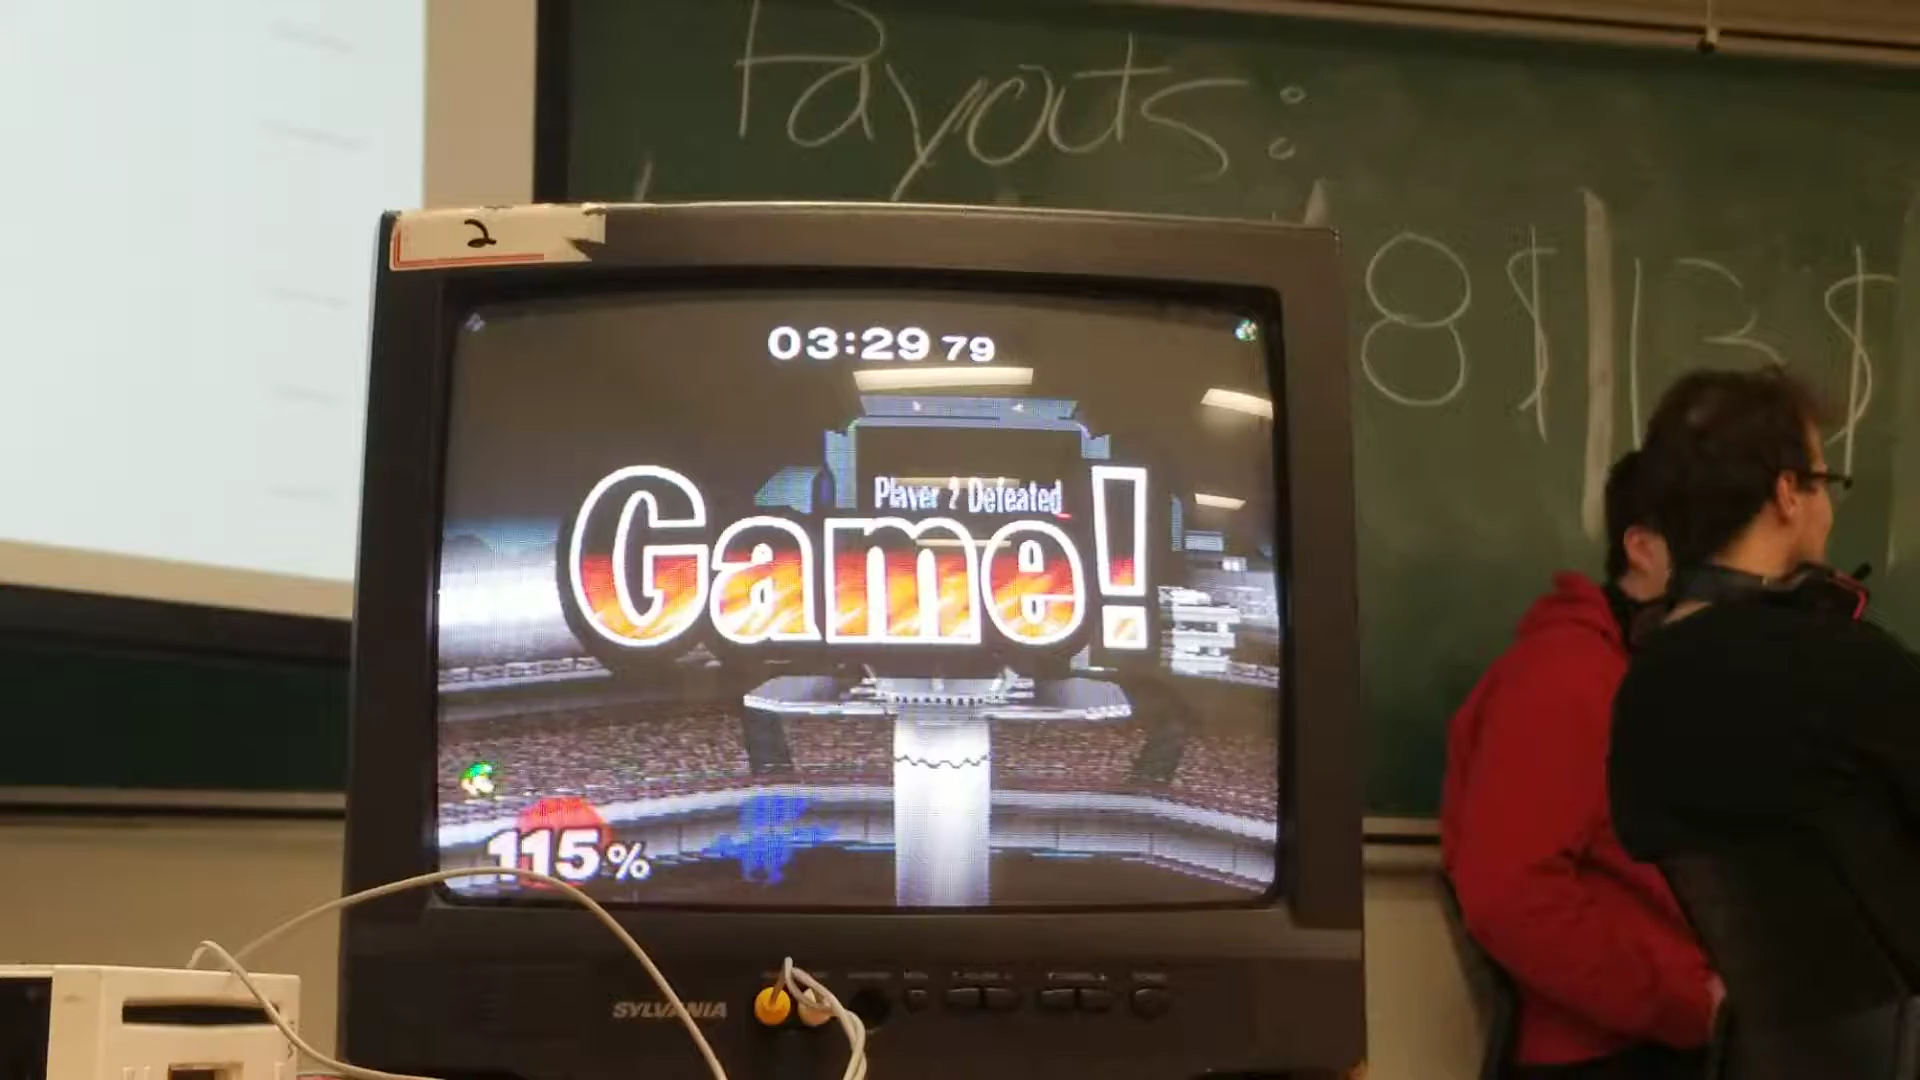 Payouts:
2
8$ 13$
03:29 79
Player 2 Defeated
Game!
115%
SYLVANIA